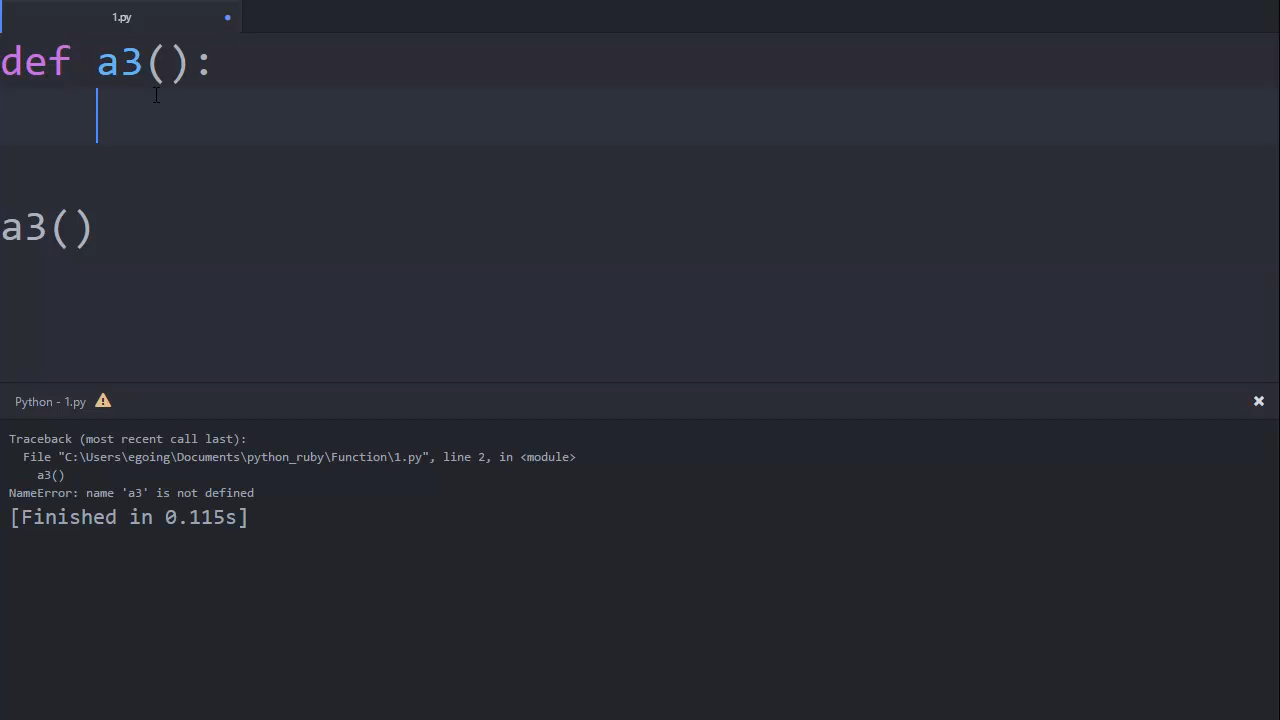 1.py
def a3():
a3()
Python - 1.py
Traceback (most recent call last):
  File "C:\Users\egoing\Documents\python_ruby\Function\1.py", line 2, in <module>
    a3()
NameError: name 'a3' is not defined
[Finished in 0.115s]